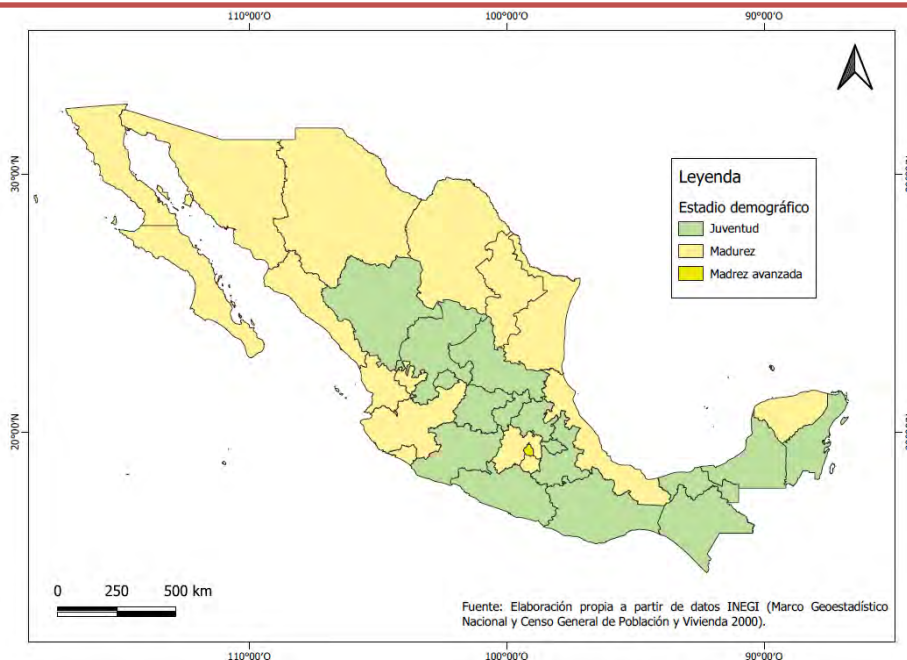 110°00'O 100°00'O 90°00'O
30°00'N
20°00'N
Leyenda
Estadio demográfico
Juventud
Madurez
Madrez avanzada
0 250 500 km
Fuente: Elaboración propia a partir de datos INEGI (Marco Geoestadístico
Nacional y Censo General de Población y Vivienda 2000).
110°00'O 100°00'O 90°00'O